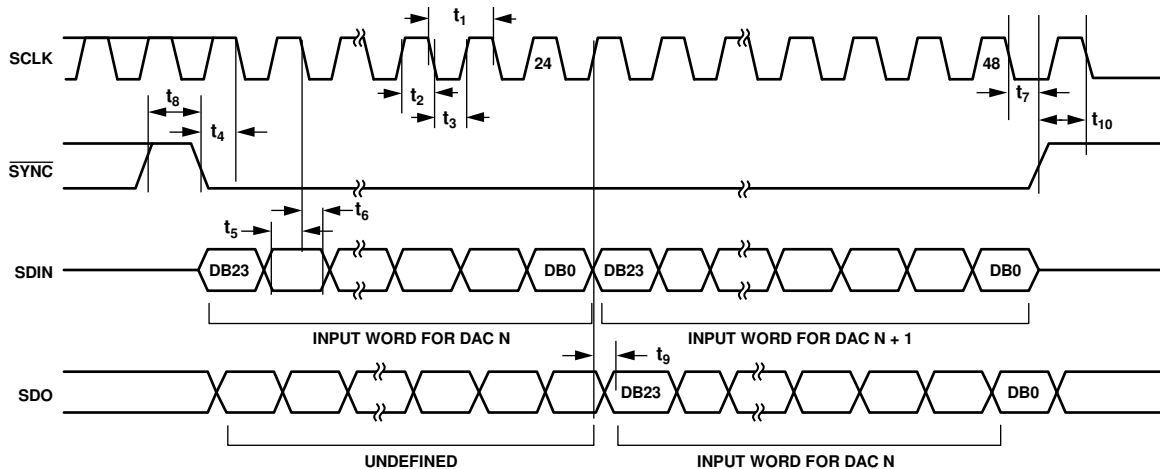 t1
SCLK
24
48
t2
t3
t7
t8
t4
t10
SYNC
t6
t5
SDIN
DB23
DB0
DB23
DB0
INPUT WORD FOR DAC N
INPUT WORD FOR DAC N + 1
t9
SDO
DB23
DB0
UNDEFINED
INPUT WORD FOR DAC N